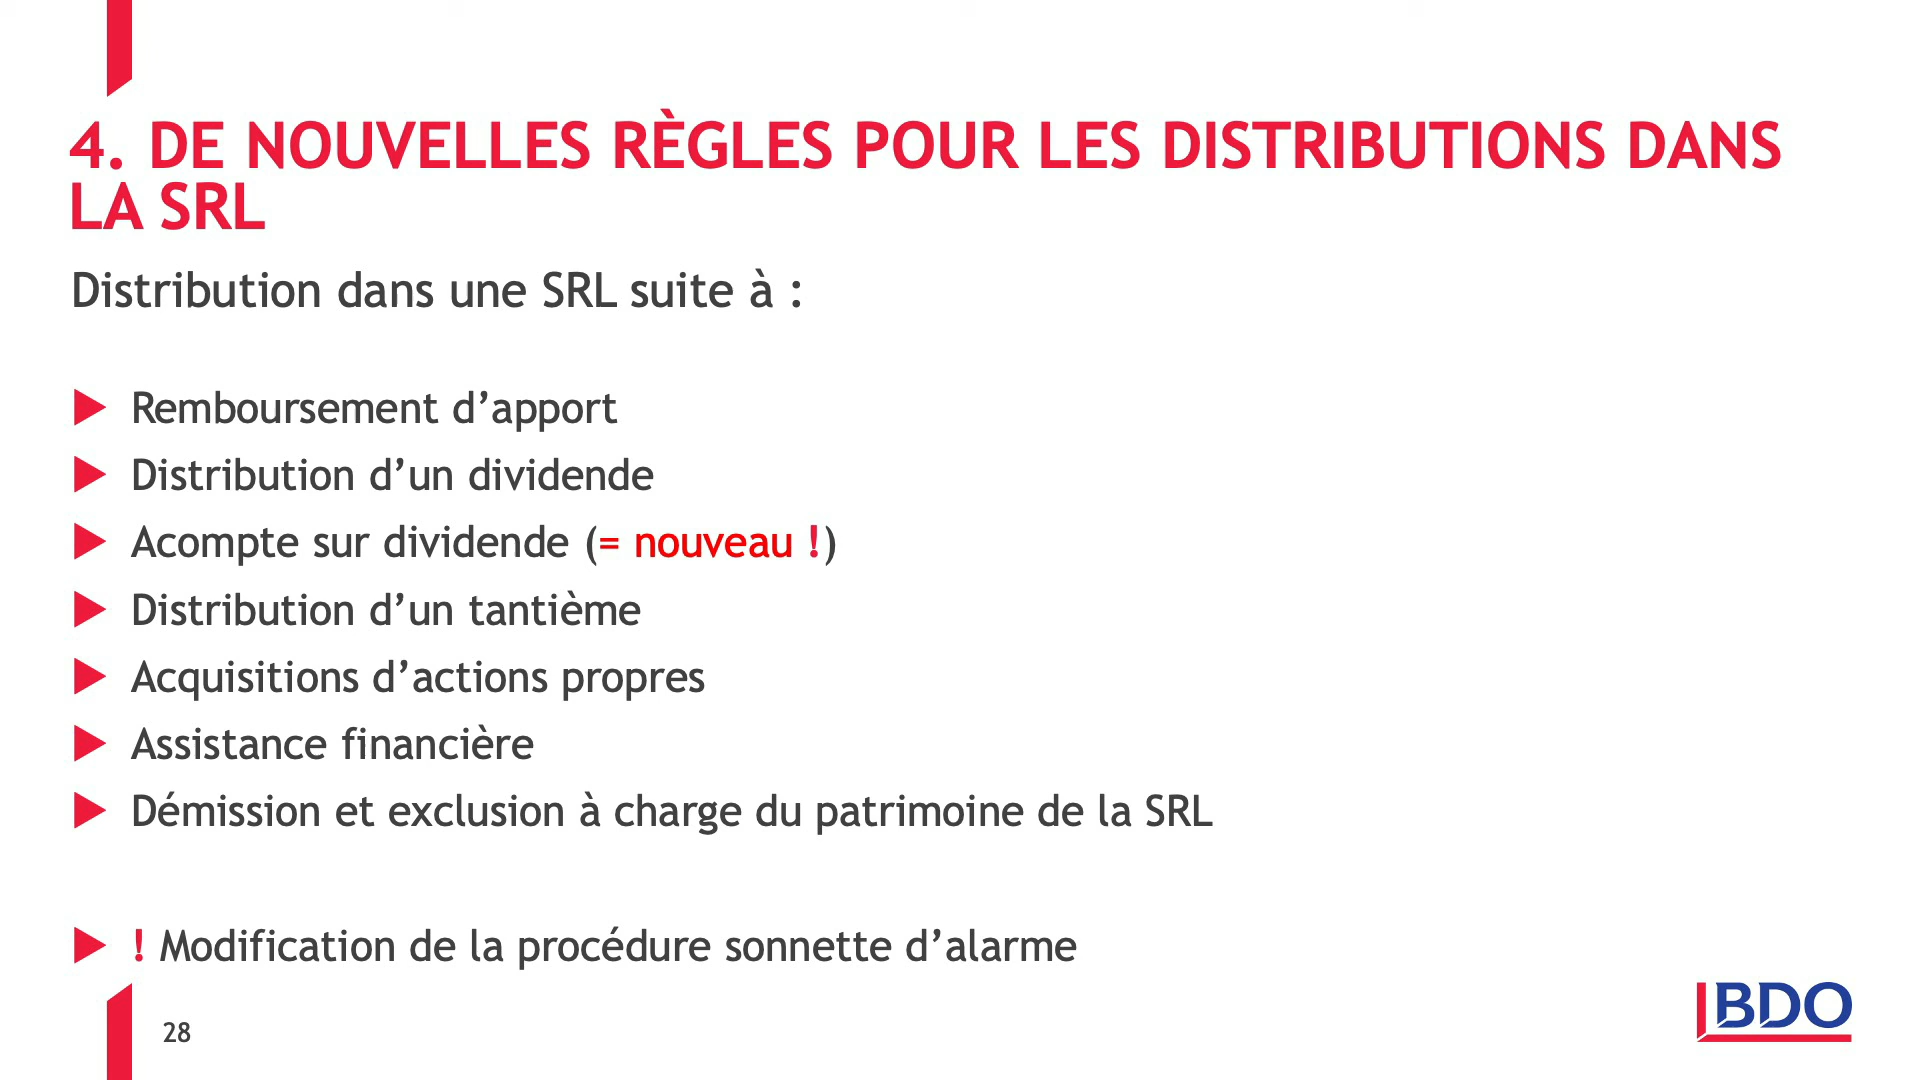 4. DE NOUVELLES RÈGLES POUR LES DISTRIBUTIONS DANS
LA SRL
Distribution dans une SRL suite à :
Remboursement d’apport
Distribution d’un dividende
Acompte sur dividende (= nouveau !)
Distribution d’un tantième
Acquisitions d’actions propres
Assistance financière
Démission et exclusion à charge du patrimoine de la SRL
! Modification de la procédure sonnette d’alarme
28
BDO